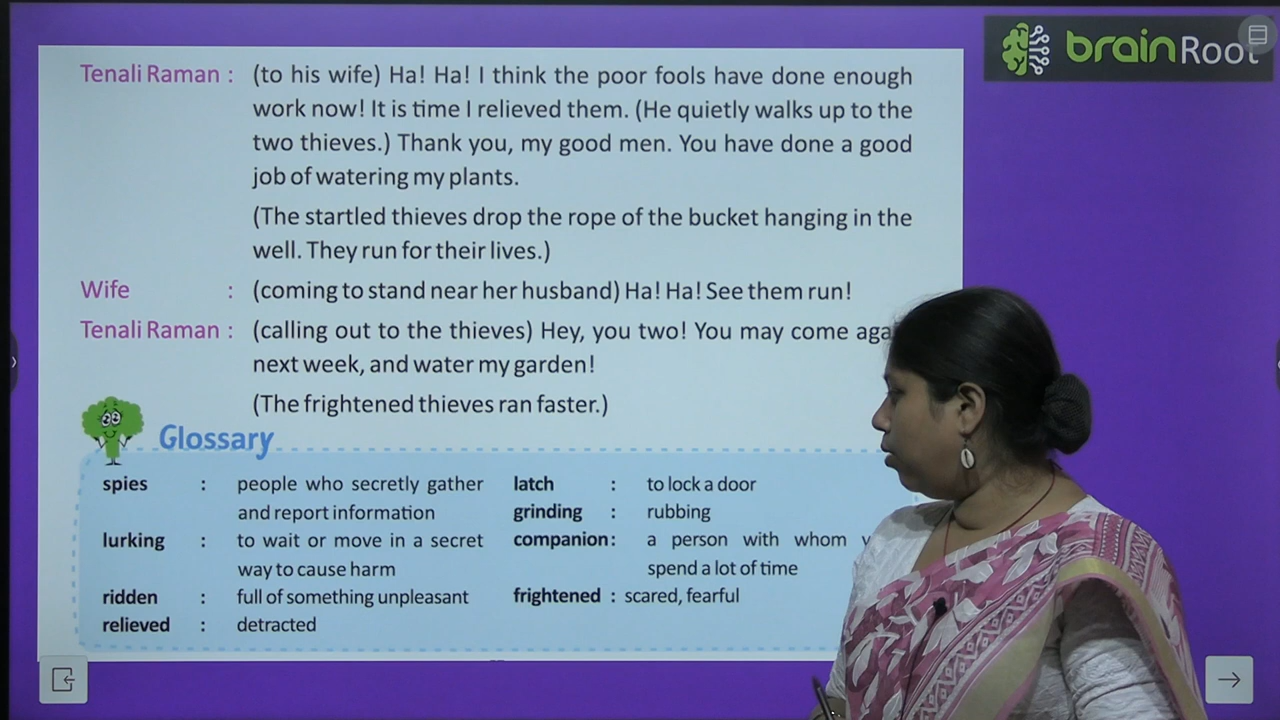 brainRoot
Tenali Raman : (to his wife) Ha! Ha! I think the poor fools have done enough
work now! It is time I relieved them. (He quietly walks up to the
two thieves.) Thank you, my good men. You have done a good
job of watering my plants.
(The startled thieves drop the rope of the bucket hanging in the
well. They run for their lives.)
Wife : (coming to stand near her husband) Ha! Ha! See them run!
Tenali Raman : (calling out to the thieves) Hey, you two! You may come
next week, and water my garden!
(The frightened thieves ran faster.)
Glossary
spies : people who secretly gather
and report information
lurking : to wait or move in a secret
way to cause harm
ridden : full of something unpleasant
relieved : detracted
latch : to lock a door
grinding : rubbing
companion : a person with whom
spend a lot of time
frightened : scared, fearful